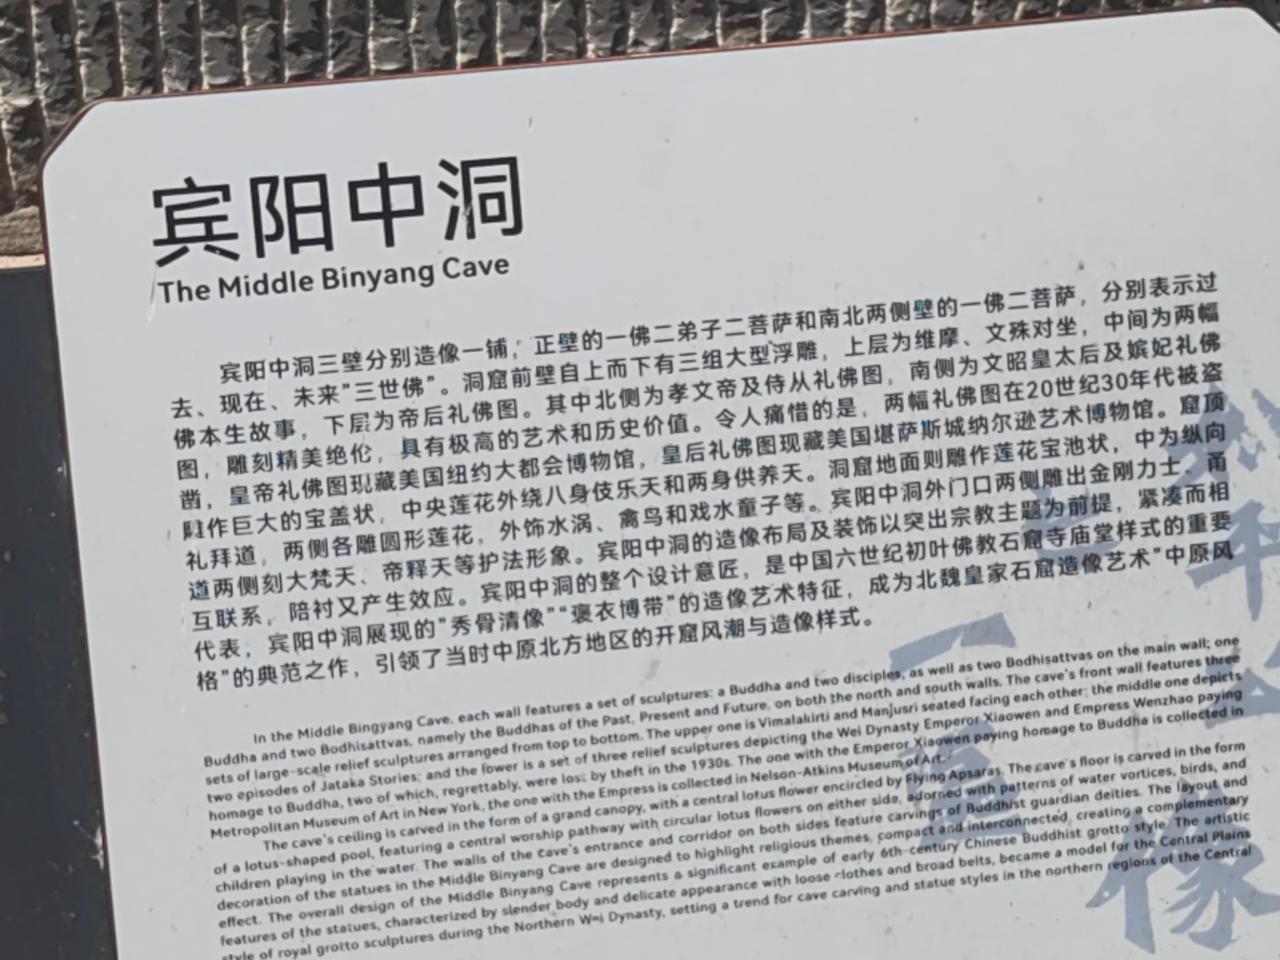 宾阳中洞
The Middle Binyang Cave
宾阳中洞三壁分别造像一铺；正壁的一佛二弟子二菩萨和南北两侧壁的一佛二菩萨，分别表示过
去、现在、未来"三世佛"。洞窟前壁自上而下有三组大型浮雕，上层为维摩、文殊对坐，中间为两幅
佛本生故事，下层为帝后礼佛图。其中北侧为孝文帝及侍从礼佛图，南侧为文昭皇太后及嫔妃礼佛
图，雕刻精美绝伦，具有极高的艺术和历史价值。令人痛惜的是，两幅礼佛图在20世纪30年代被盗
凿，皇帝礼佛图现藏美国纽约大都会博物馆，皇后礼佛图现藏美国堪萨斯城纳尔逊艺术博物馆。窟顶
雕作巨大的宝盖状，中央莲花外绕八身伎乐天和两身供养天。洞窟地面则雕作莲花宝池状，中为纵向
礼拜道，两侧各雕圆形莲花，外饰水涡、禽鸟和戏水童子等。宾阳中洞外门口两侧雕出金刚力士、甬
道两侧刻大梵天、帝释天等护法形象。宾阳中洞的造像布局及装饰以突出宗教主题为前提，紧凑而相
互联系，陪衬又产生效应。宾阳中洞的整个设计意匠，是中国六世纪初叶佛教石窟寺庙堂样式的重要
代表；宾阳中洞展现的"秀骨清像""褒衣博带"的造像艺术特征，成为北魏皇家石窟造像艺术"中原风
格"的典范之作，引领了当时中原北方地区的开窟风潮与造像样式。
In the Middle Bingyang Cave, each wall features a set of sculptures: a Buddha and two disciples, as well as two Bodhisattvas on the main wall; one
Buddha and two Bodhisattvas, namely the Buddhas of the Past, Present and Future, on both the north and south walls. The cave's front wall features three
sets of large-scale relief sculptures arranged from top to bottom. The upper one is Vimalakirti and Manjusri seated facing each other; the middle one depicts
two episodes of Jataka Stories; and the lower is a set of three relief sculptures depicting the Wei Dynasty Emperor Xiaowen and Empress Wenzhao paying
homage to Buddha, two of which, regrettably, were lost by theft in the 1930s. The one with the Emperor Xiaowen paying homage to Buddha is collected in
Metropolitan Museum of Art in New York, the one with the Empress is collected in Nelson-Atkins Museum of Art.
The cave's ceiling is carved in the form of a grand canopy, with a central lotus flower encircled by Flying Apsaras. The cave's floor is carved in the form
of a lotus-shaped pool, featuring a central worship pathway with circular lotus flowers on either side, adorned with patterns of water vortices, birds, and
children playing in the water. The walls of the cave's entrance and corridor on both sides feature carvings of Buddhist guardian deities. The layout and
decoration of the statues in the Middle Binyang Cave are designed to highlight religious themes, compact and interconnected, creating a complementary
effect. The overall design of the Middle Binyang Cave represents a significant example of early 6th-century Chinese Buddhist grotto style. The artistic
features of the statues, characterized by slender body and delicate appearance with loose clothes and broad belts, became a model for the Central Plains
style of royal grotto sculptures during the Northern Wei Dynasty, setting a trend for cave carving and statue styles in the northern regions of the Central